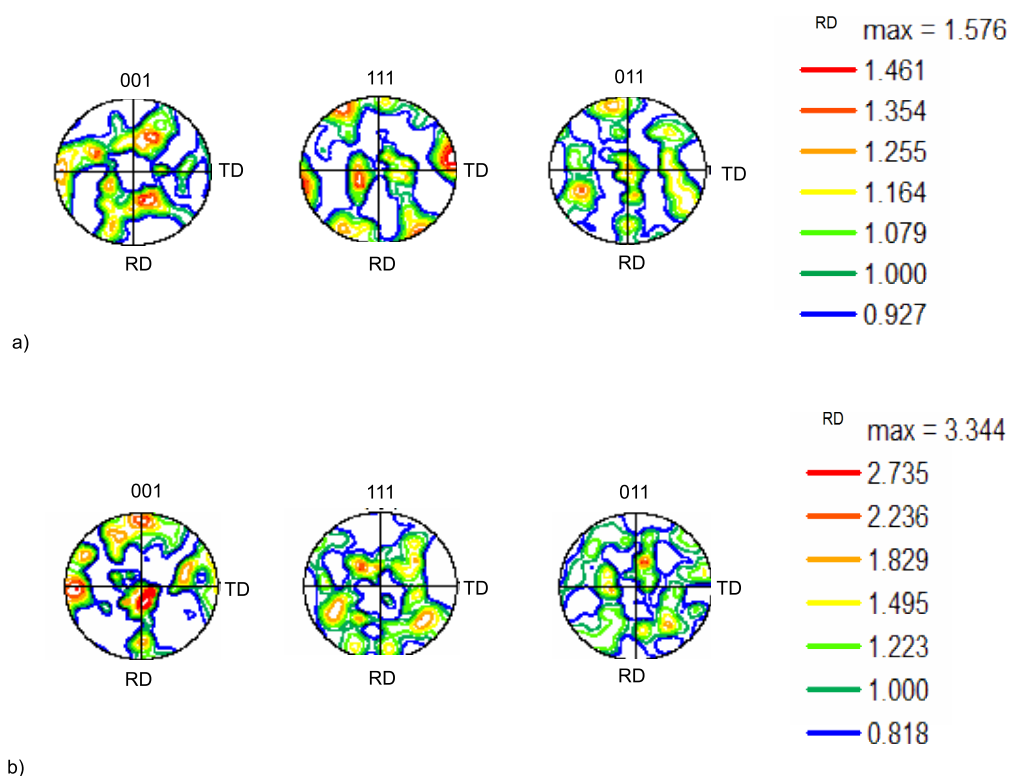 RD max = 1.576
1.461
1.354
1.255
1.164
1.079
1.000
0.927
001 111 011
TD TD TD
RD RD RD
a)
RD max = 3.344
2.735
2.236
1.829
1.495
1.223
1.000
0.818
001 111 011
TD TD TD
RD RD RD
b)